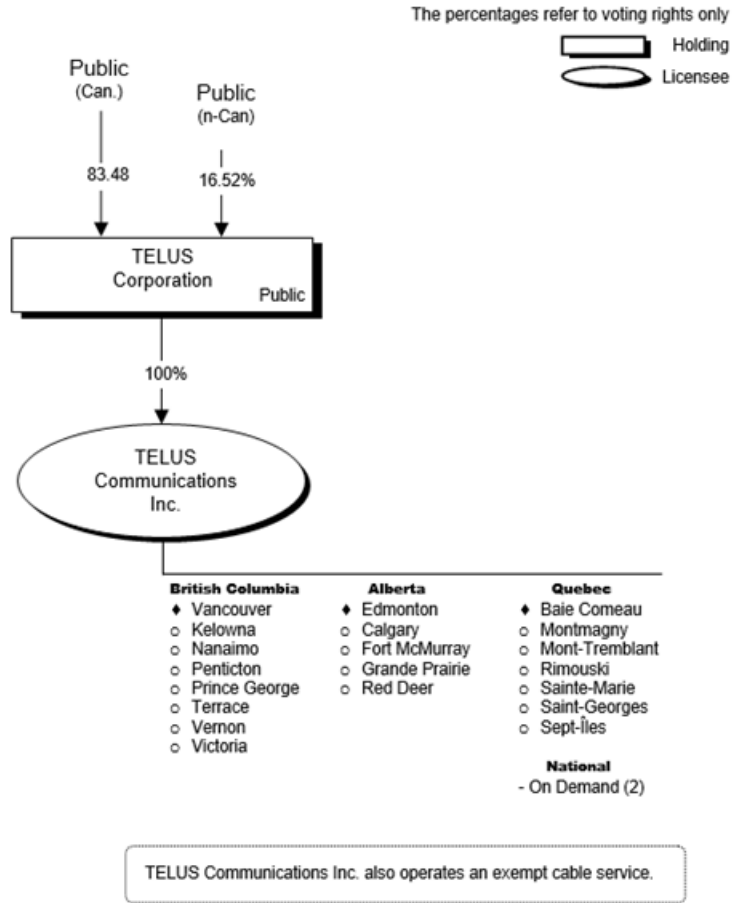 The percentages refer to voting rights only
Holding
Licensee
Public
(Can.)
Public
(n-Can)
83.48
16.52%
TELUS
Corporation
Public
100%
TELUS
Communications
Inc.
British Columbia
♦ Vancouver
o Kelowna
o Nanaimo
o Penticton
o Prince George
o Terrace
o Vernon
o Victoria
Alberta
♦ Edmonton
o Calgary
o Fort McMurray
o Grande Prairie
o Red Deer
Quebec
♦ Baie Comeau
o Montmagny
o Mont-Tremblant
o Rimouski
o Sainte-Marie
o Saint-Georges
o Sept-Îles
National
- On Demand (2)
TELUS Communications Inc. also operates an exempt cable service.